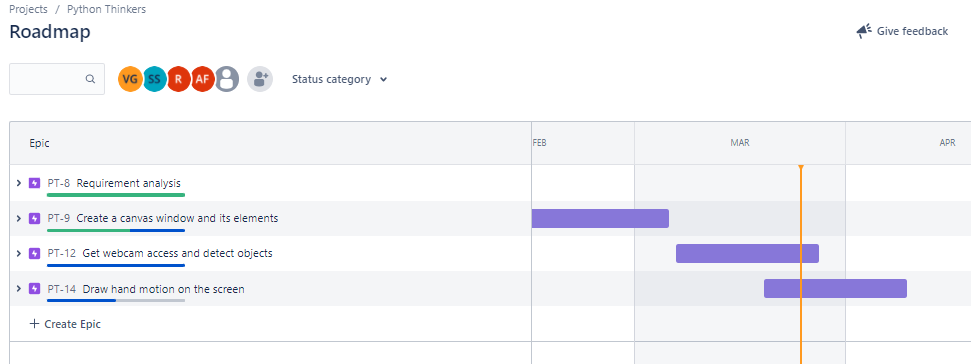 Projects / Python Thinkers
Roadmap
Give feedback
VG SS R AF
Status category
Epic
FEB MAR APR
PT-8 Requirement analysis
PT-9 Create a canvas window and its elements
PT-12 Get webcam access and detect objects
PT-14 Draw hand motion on the screen
+ Create Epic